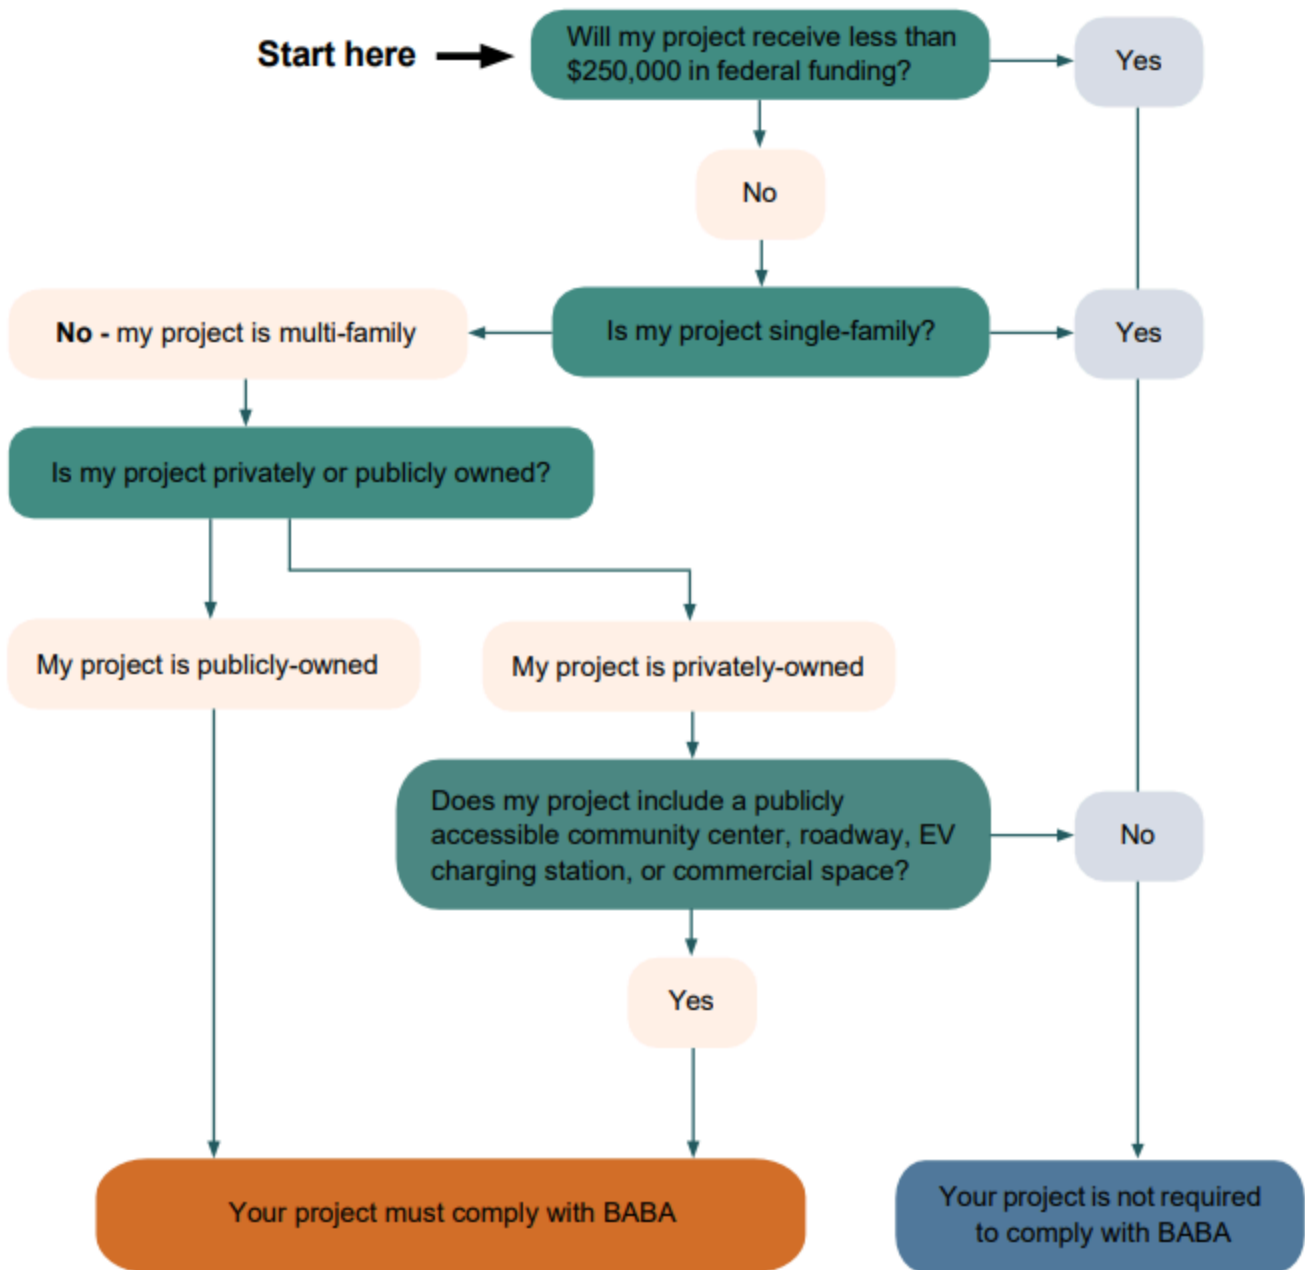 Start here
Will my project receive less than
$250,000 in federal funding?
Yes
No
No - my project is multi-family
Is my project single-family?
Yes
Is my project privately or publicly owned?
My project is publicly-owned
My project is privately-owned
Does my project include a publicly
accessible community center, roadway, EV
charging station, or commercial space?
No
Yes
Your project must comply with BABA
Your project is not required
to comply with BABA